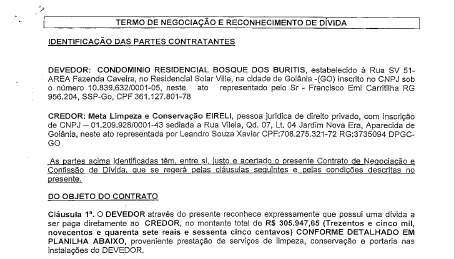 TERMO DE NEGOCIAÇÃO E RECONHECIMENTO DE DÍVIDA
IDENTIFICAÇÃO DAS PARTES CONTRATANTES
DEVEDOR: CONDOMINIO RESIDENCIAL BOSQUE DOS BURITIS, estabelecido à Rua SV 51-
AREA Fazenda Caveira, no Residencial Solar Ville, na cidade de Goiânia -(GO) inscrito no CNPJ sob
o número 10.839.632/0001-05, neste ato representado pelo Sr - Francisco Emi Carritilha RG
956.204, SSP-Go, CPF 361.127.801-78
CREDOR: Meta Limpeza e Conservação EIRELI, pessoa jurídica de direito privado, com inscrição
de CNPJ – 01.209.928/0001-43 sediada a Rua Vilela, Qd. 07, Lt. 04 Jardim Nova Era, Aparecida de
Goiânia, neste ato representada por Leandro Souza Xavier CPF:708.275.321-72 RG;3735094 DPGC-
GO
As partes acima identificadas têm, entre si, justo e acertado o presente Contrato de Negociação e
Confissão de Dívida, que se regerá pelas cláusulas seguintes e pelas condições descritas no
presente.
DO OBJETO DO CONTRATO
Cláusula 1ª. O DEVEDOR através do presente reconhece expressamente que possui uma dívida a
ser paga diretamente ao CREDOR, no montante total de R$ 305.947,65 (Trezentos e cinco mil,
novecentos e quarenta sete reais e sessenta cinco centavos) CONFORME DETALHADO EM
PLANILHA ABAIXO, proveniente prestação de serviços de limpeza, conservação e portaria nas
instalações do DEVEDOR.